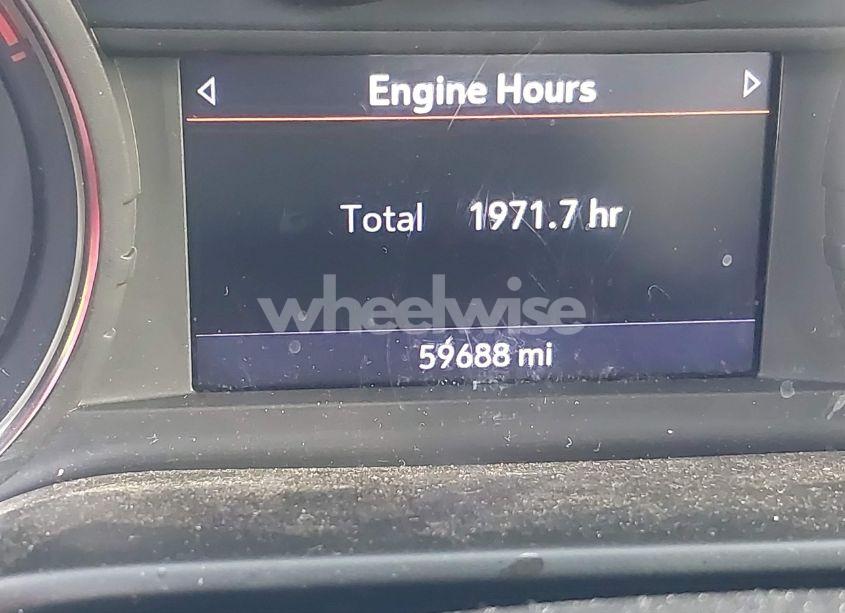 Engine Hours
Total 1971.7 hr
wheelwise
59688 mi